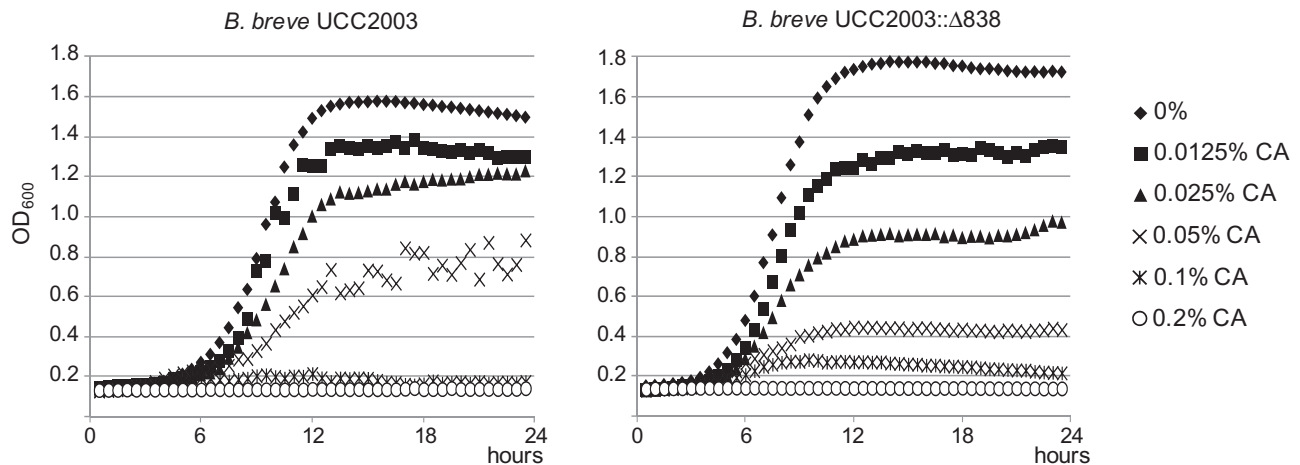 B. breve UCC2003
OD600
1.8
1.6
1.4
1.2
1.0
0.8
0.6
0.4
0.2
0
6
12
18
24
hours
B. breve UCC2003::Δ838
1.8
1.6
1.4
1.2
1.0
0.8
0.6
0.4
0.2
0
6
12
18
24
hours
0%
0.0125% CA
0.025% CA
0.05% CA
0.1% CA
0.2% CA